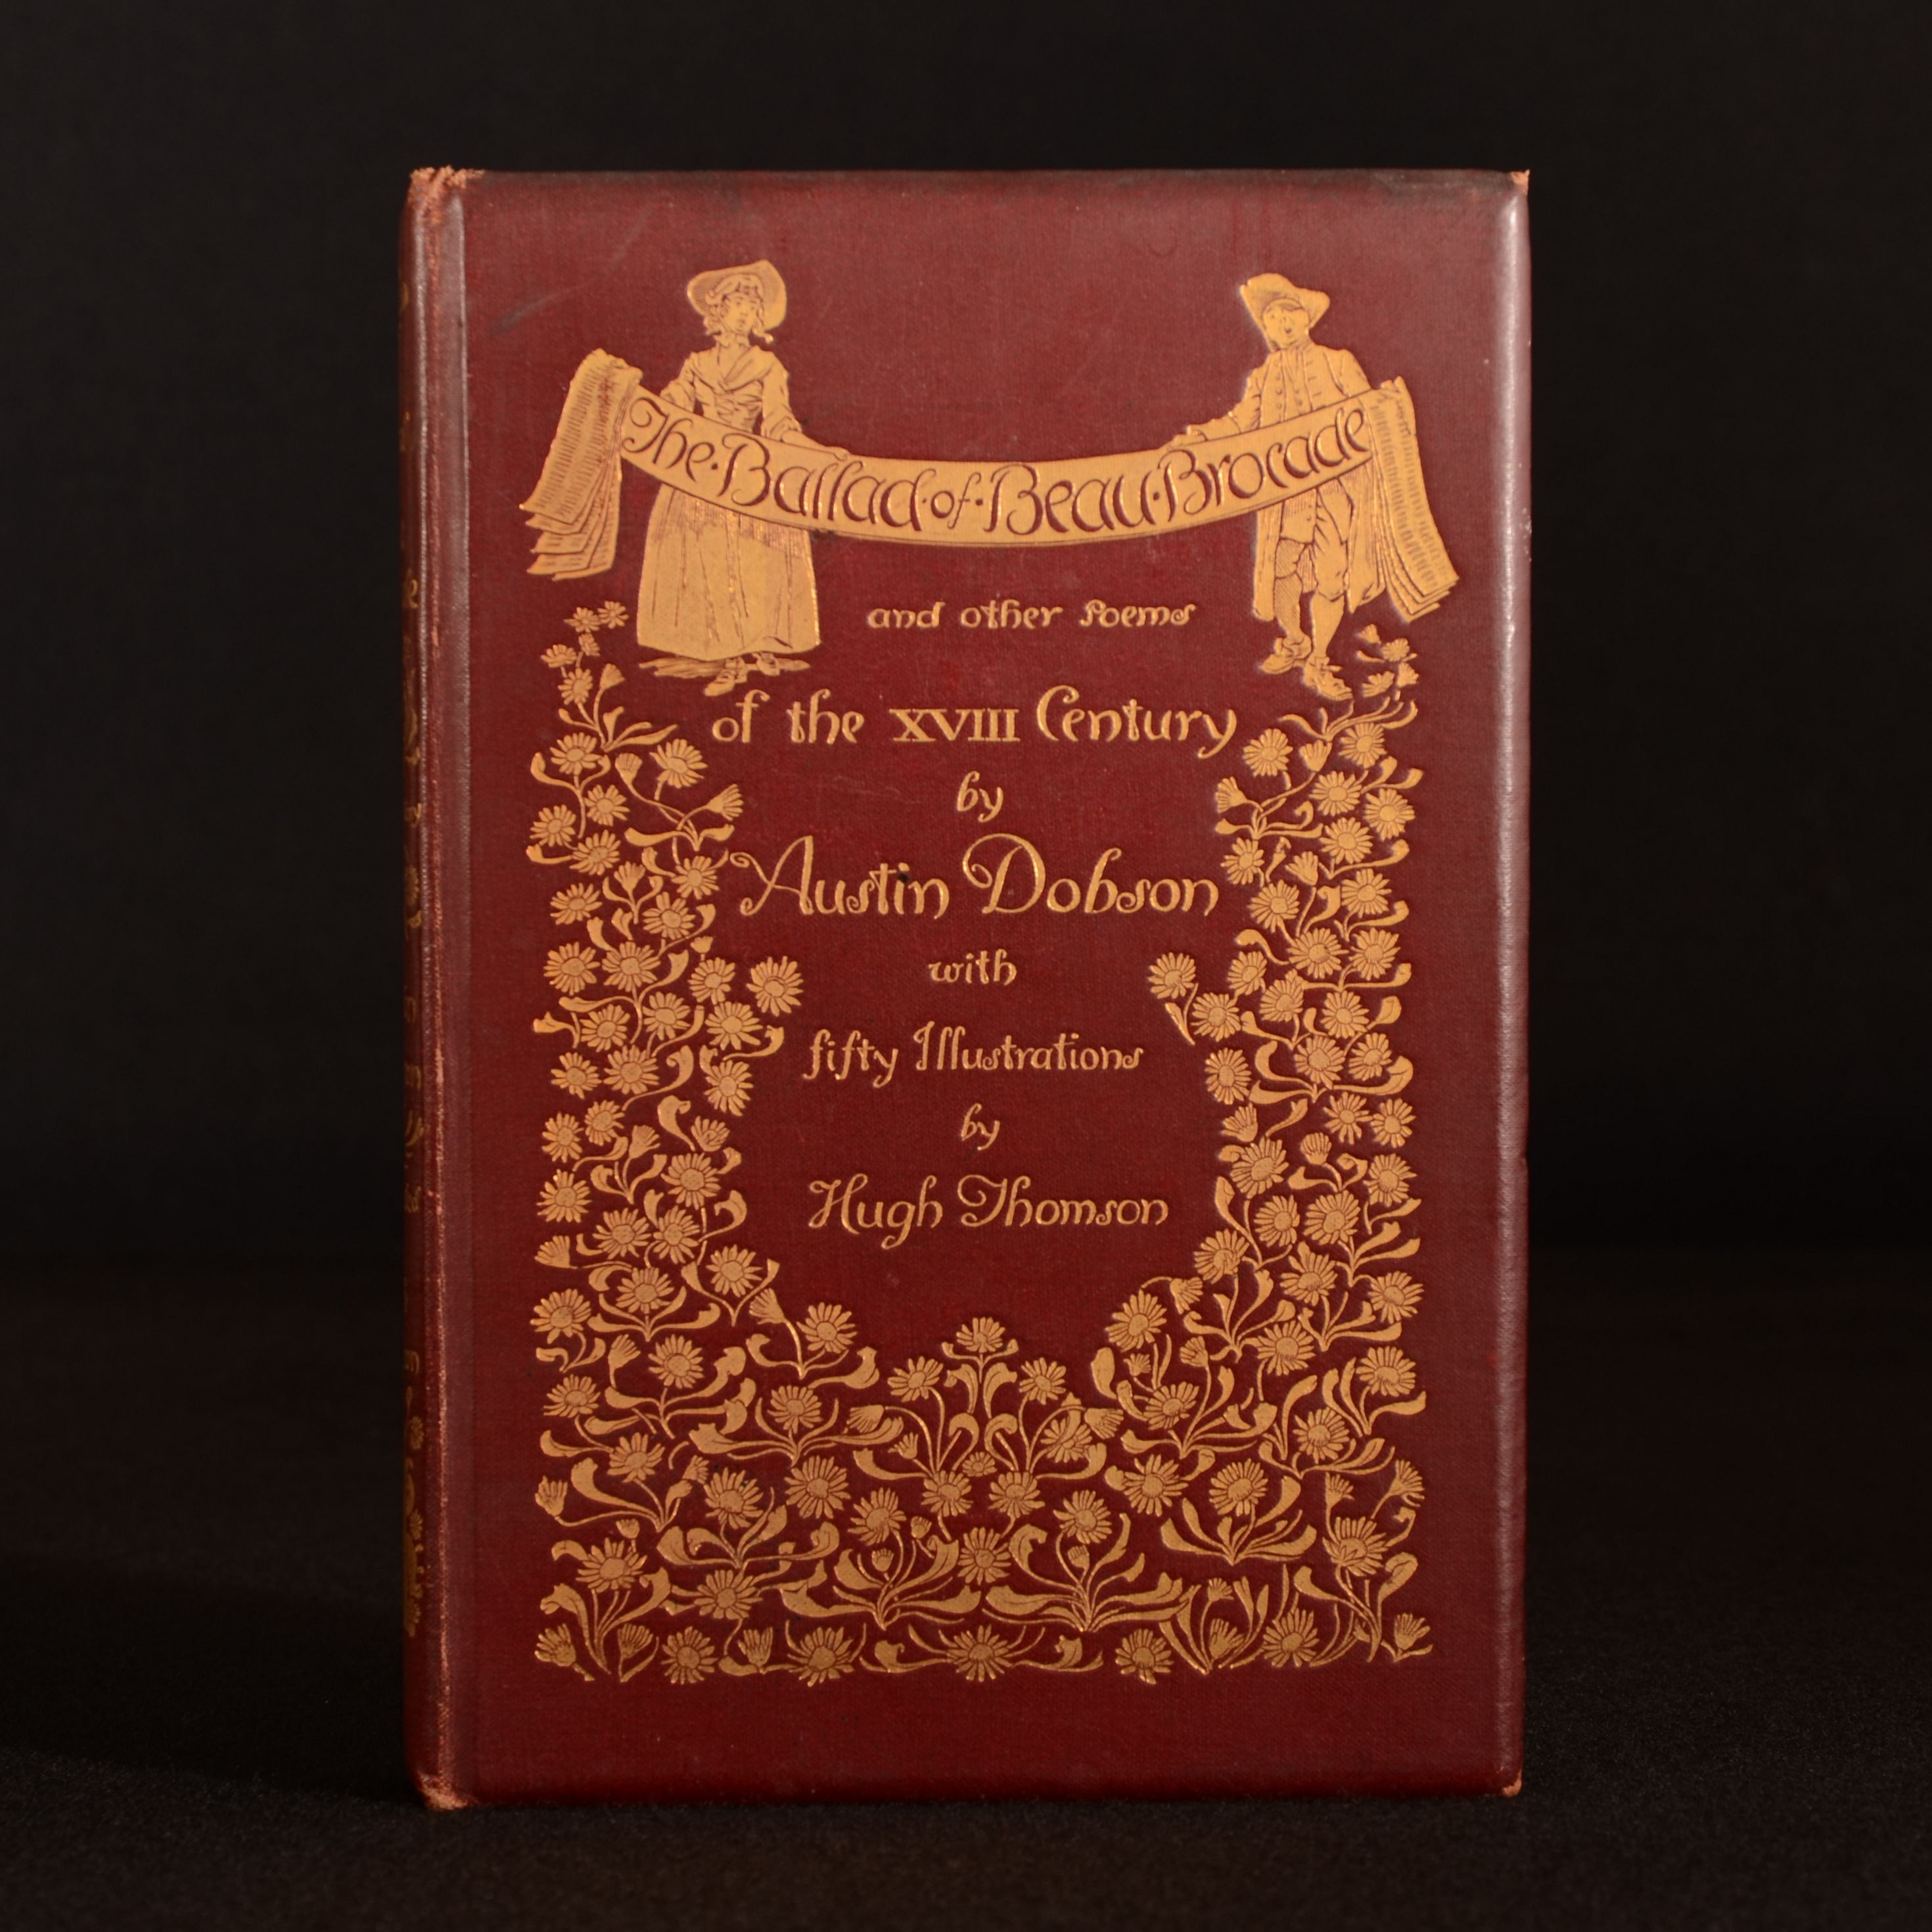 The·Ballad·of·Beau·Brocade
and other Poems
of the XVIII Century
by
Austin Dobson
with
fifty Illustrations
by
Hugh Thomson